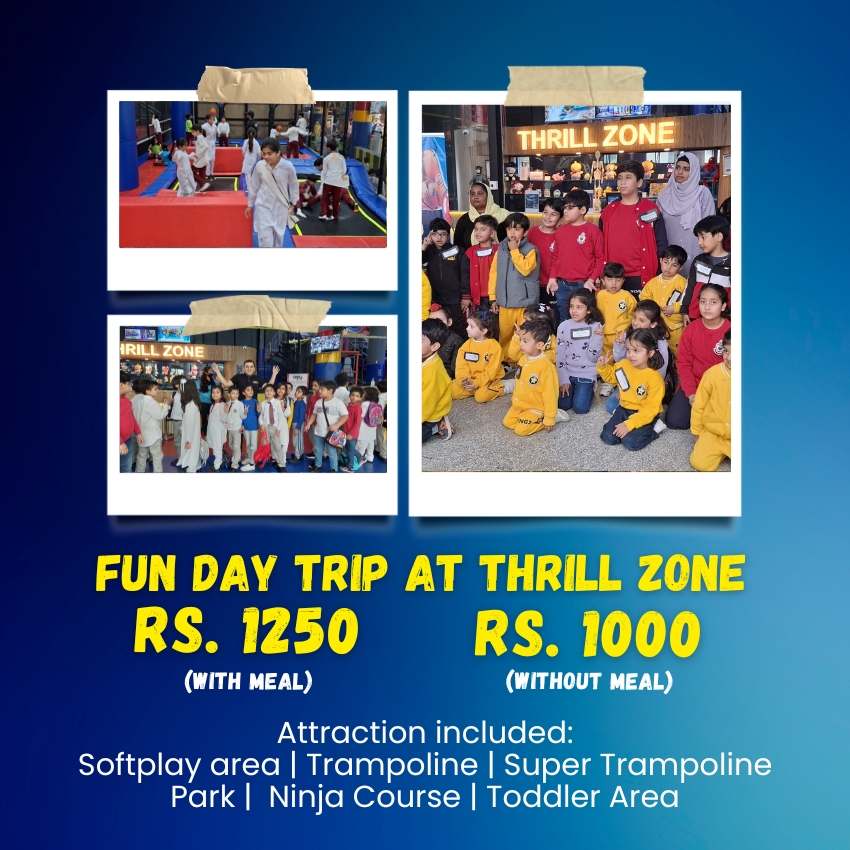 THRILL ZONE
HRILL ZONE
FUN DAY TRIP AT THRILL ZONE
RS. 1250
RS. 1000
(WITH MEAL)
(WITHOUT MEAL)
Attraction included:
Softplay area | Trampoline | Super Trampoline
Park | Ninja Course | Toddler Area